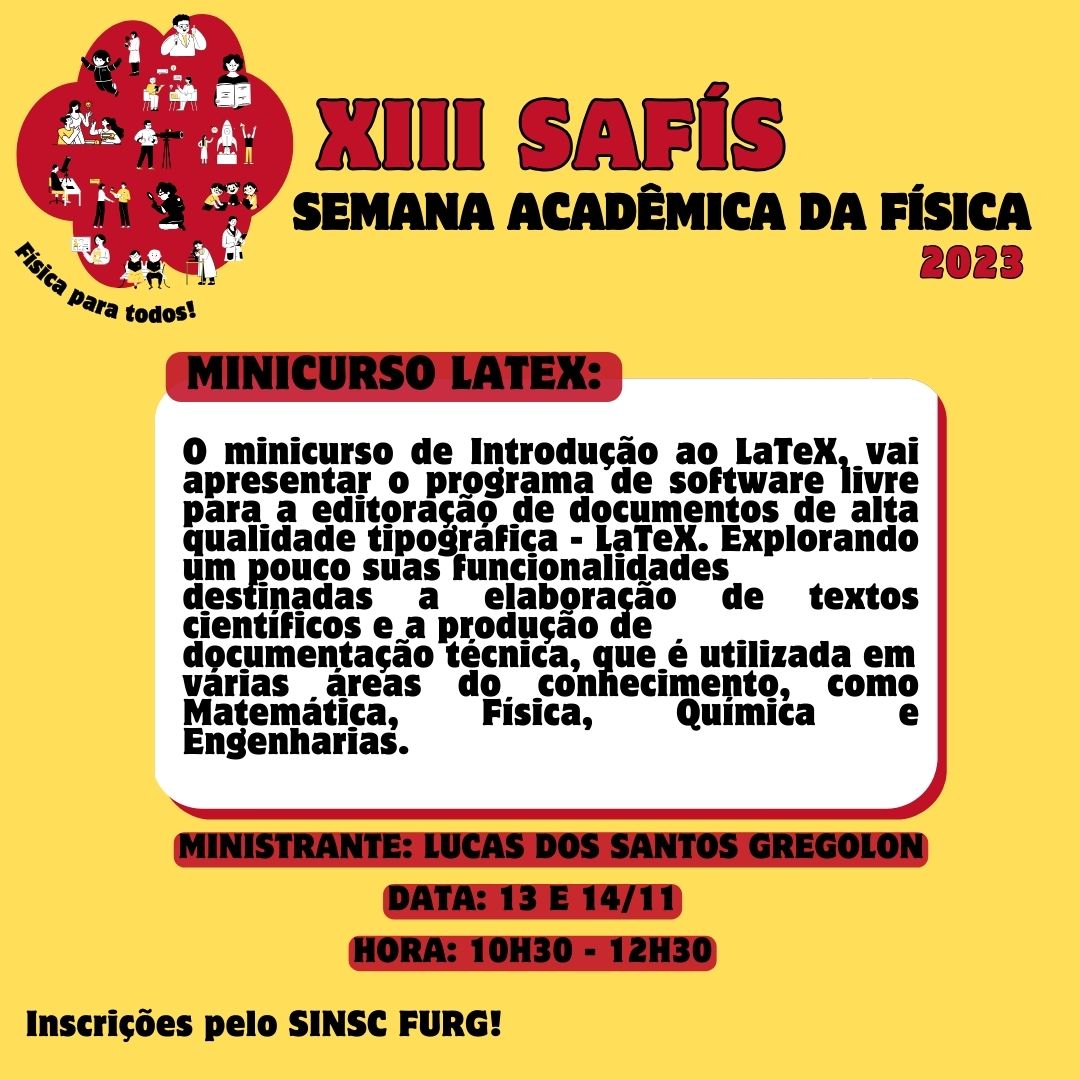 XIII SAFÍS
SEMANA ACADÊMICA DA FÍSICA
2023
Física para todos!
MINICURSO LATEX:
O minicurso de Introdução ao LaTeX, vai
apresentar o programa de software livre
para a editoração de documentos de alta
qualidade tipográfica - LaTeX. Explorando
um pouco suas funcionalidades
destinadas a elaboração de textos
científicos e a produção de
documentação técnica, que é utilizada em
várias áreas do conhecimento, como
Matemática, Física, Química e
Engenharias.
MINISTRANTE: LUCAS DOS SANTOS GREGOLON
DATA: 13 E 14/11
HORA: 10H30 - 12H30
Inscrições pelo SINSC FURG!